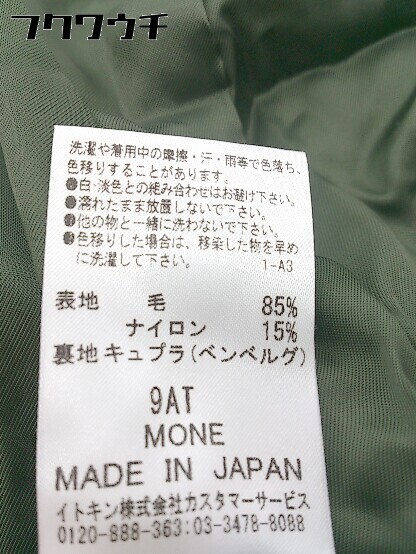 フクワウチ
洗濯や着用中の摩擦・汗・雨等で色落ち、
色移りすることがあります。
●白・淡色との組み合わせはお避け下さい。
●濡れたまま放置しないで下さい。
●他の物と一緒に洗わないで下さい。
●色移りした場合は、移染した物を早め
に洗濯して下さい。 1-A3
表地 毛 85%
ナイロン 15%
裏地 キュプラ(ベンベルグ)
9AT
MONE
MADE IN JAPAN
イトキン株式会社カスタマーサービス
0120-888-363:03-3478-8088